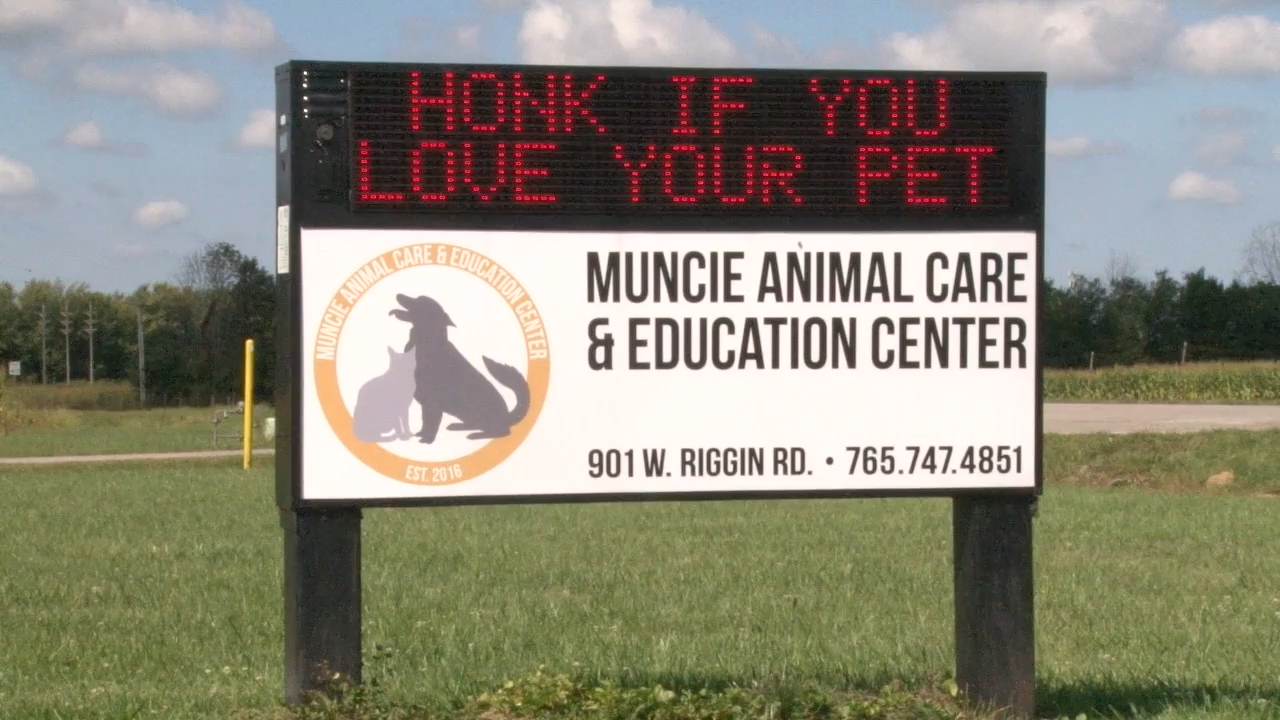 HONK IF YOU
LOVE YOUR PET
MUNCIE ANIMAL CARE & EDUCATION CENTER
EST. 2016
MUNCIE ANIMAL CARE
& EDUCATION CENTER
901 W. RIGGIN RD. • 765.747.4851